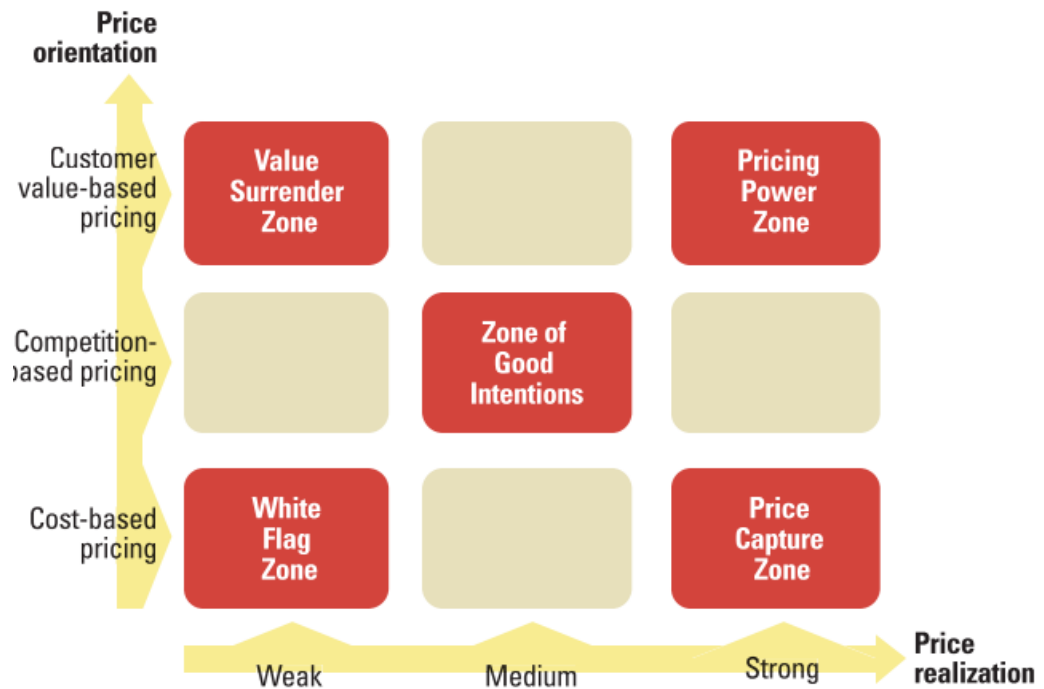 Price
orientation
Customer
value-based
pricing
Value
Surrender
Zone
Pricing
Power
Zone
Competition-
based pricing
Zone of
Good
Intentions
Cost-based
pricing
White
Flag
Zone
Price
Capture
Zone
Weak
Medium
Strong
Price
realization